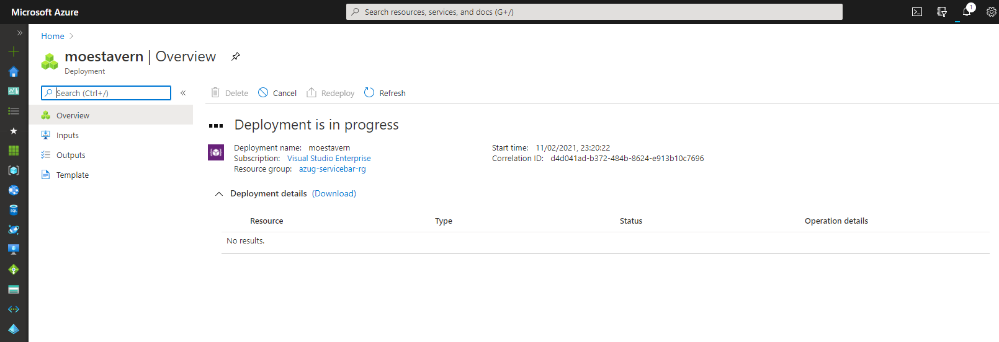 Microsoft Azure
Search resources, services, and docs (G+/)
1
»
Home >
moestavern | Overview
Deployment
Search (Ctrl+/)
«
Delete Cancel Redeploy Refresh
Overview
Inputs
Outputs
Template
Deployment is in progress
Deployment name: moestavern
Subscription: Visual Studio Enterprise
Resource group: azug-servicebar-rg
Start time: 11/02/2021, 23:20:22
Correlation ID: d4d041ad-b372-484b-8624-e913b10c7696
Deployment details (Download)
Resource Type Status Operation details
No results.
SQL